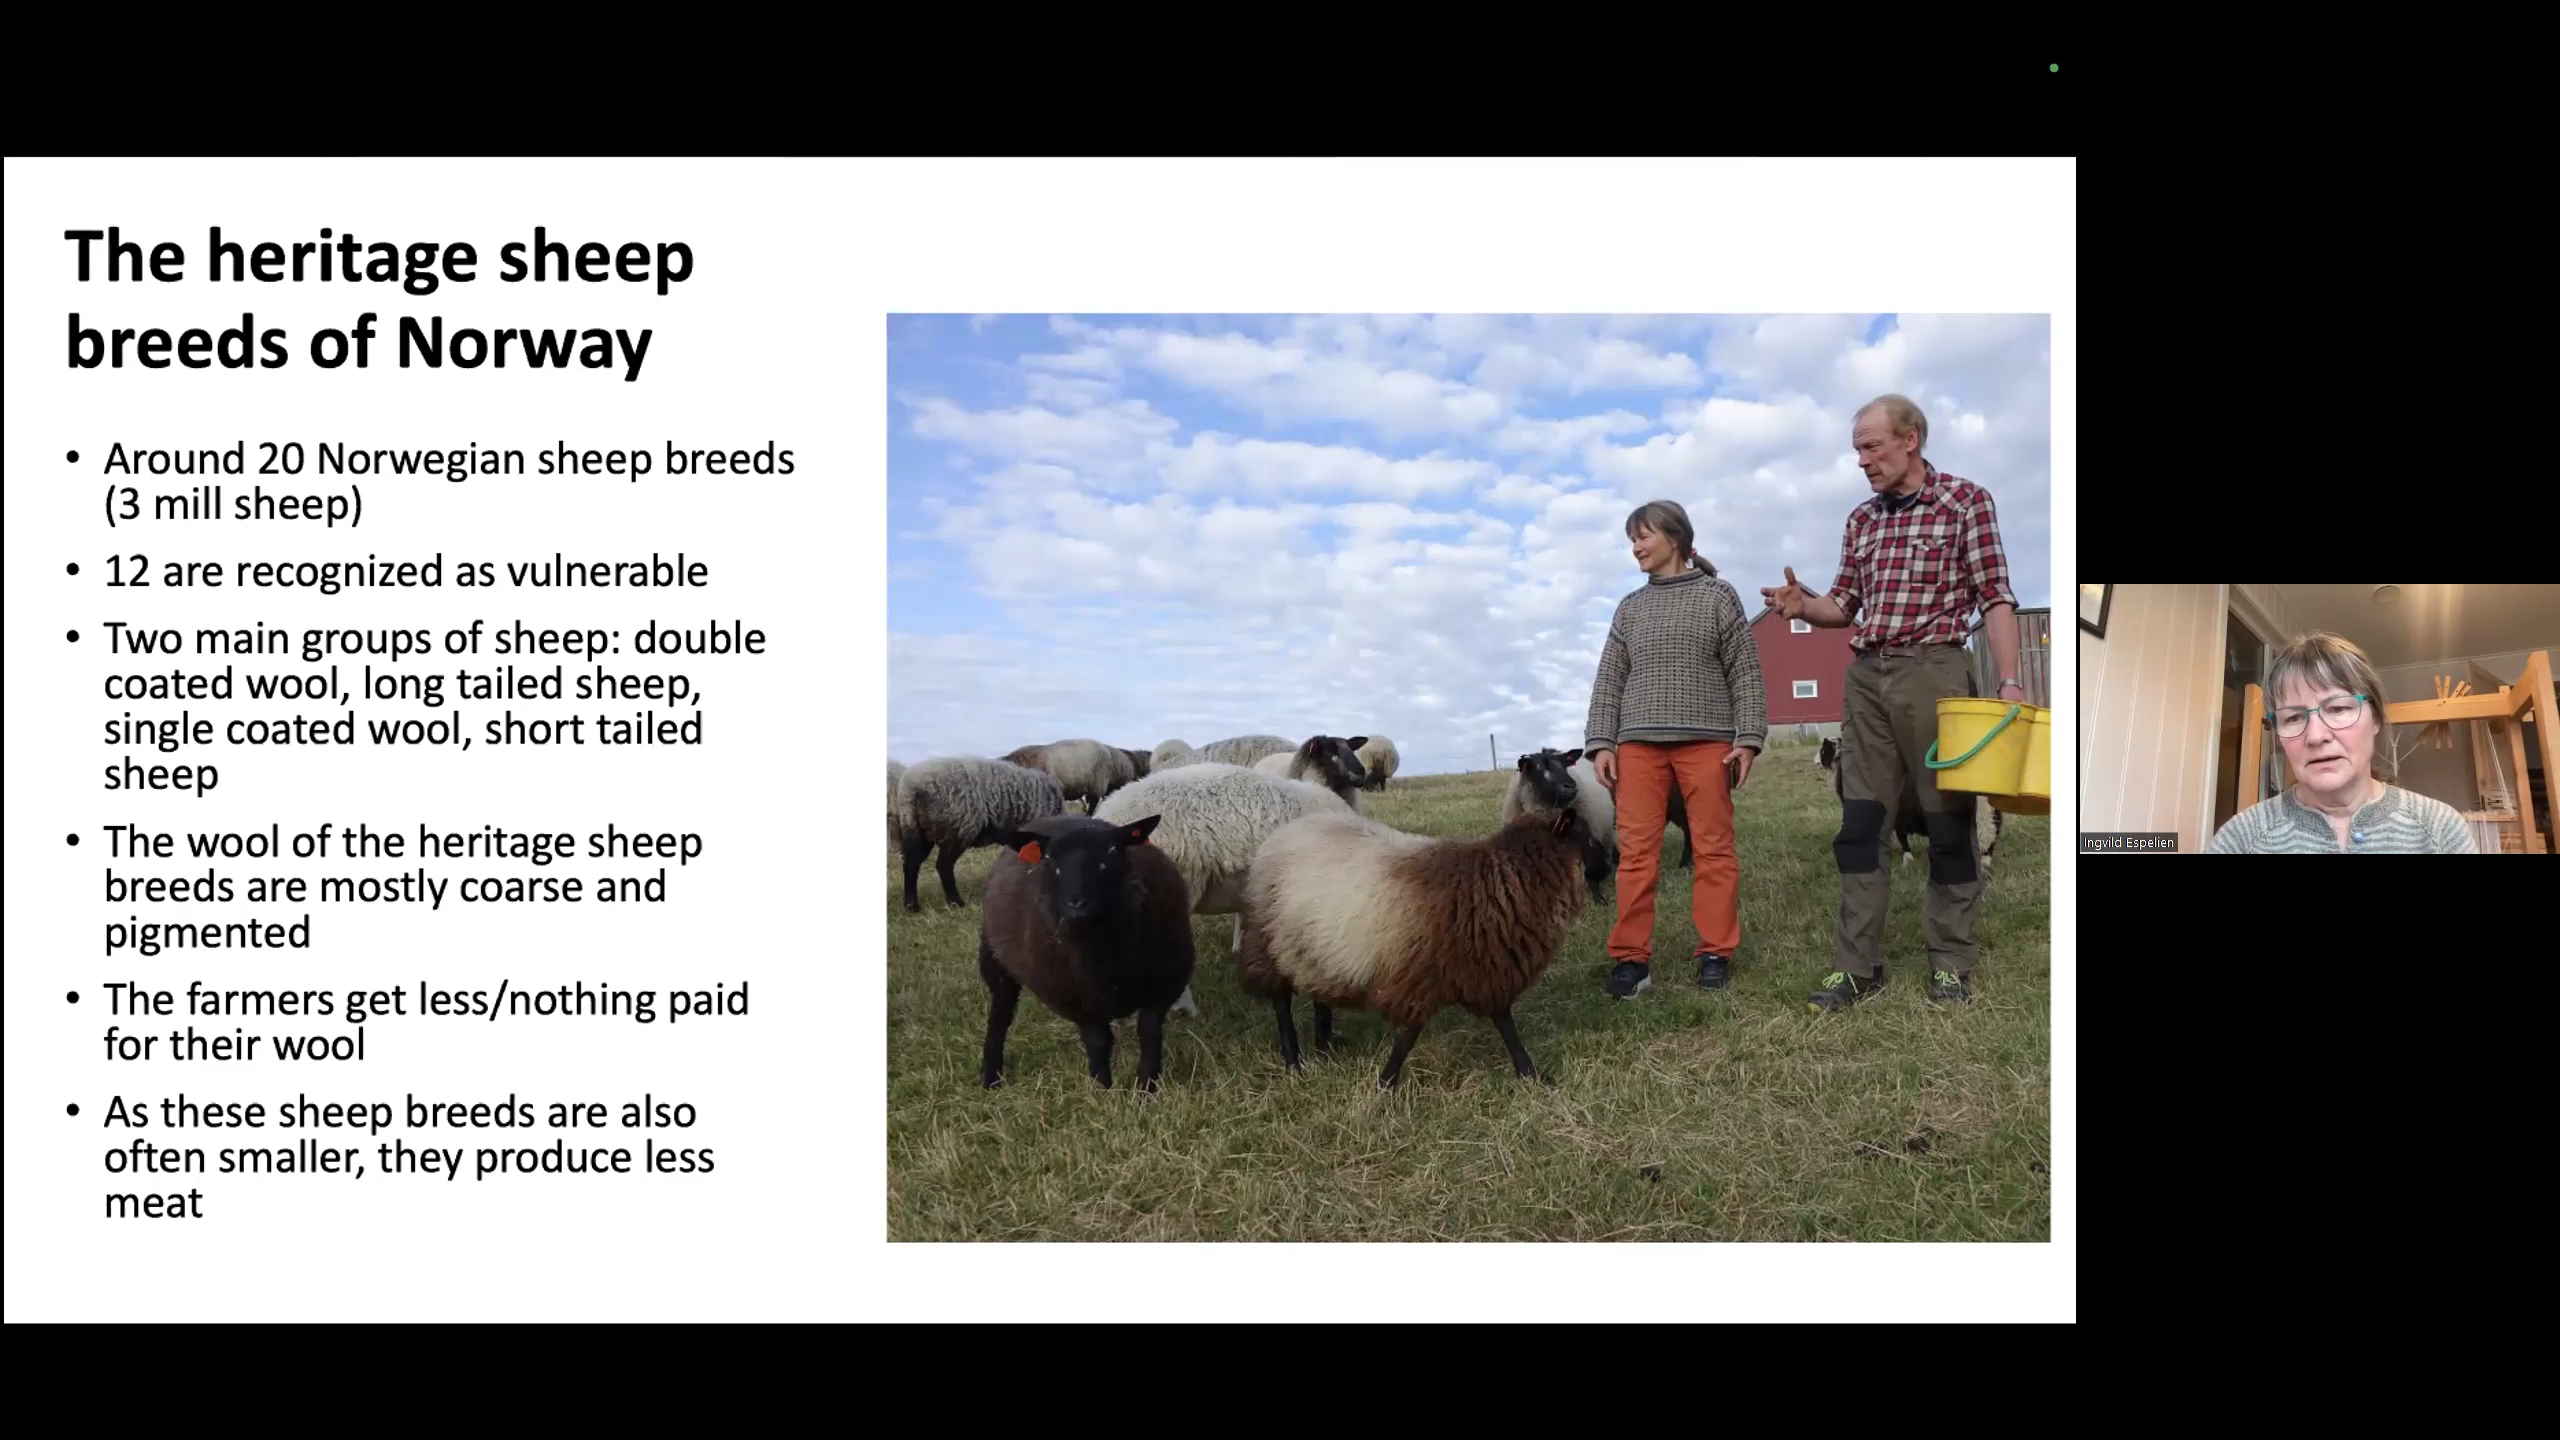 The heritage sheep
breeds of Norway
• Around 20 Norwegian sheep breeds
(3 mill sheep)
• 12 are recognized as vulnerable
• Two main groups of sheep: double
coated wool, long tailed sheep,
single coated wool, short tailed
sheep
• The wool of the heritage sheep
breeds are mostly coarse and
pigmented
• The farmers get less/nothing paid
for their wool
• As these sheep breeds are also
often smaller, they produce less
meat
Ingvild Espelien